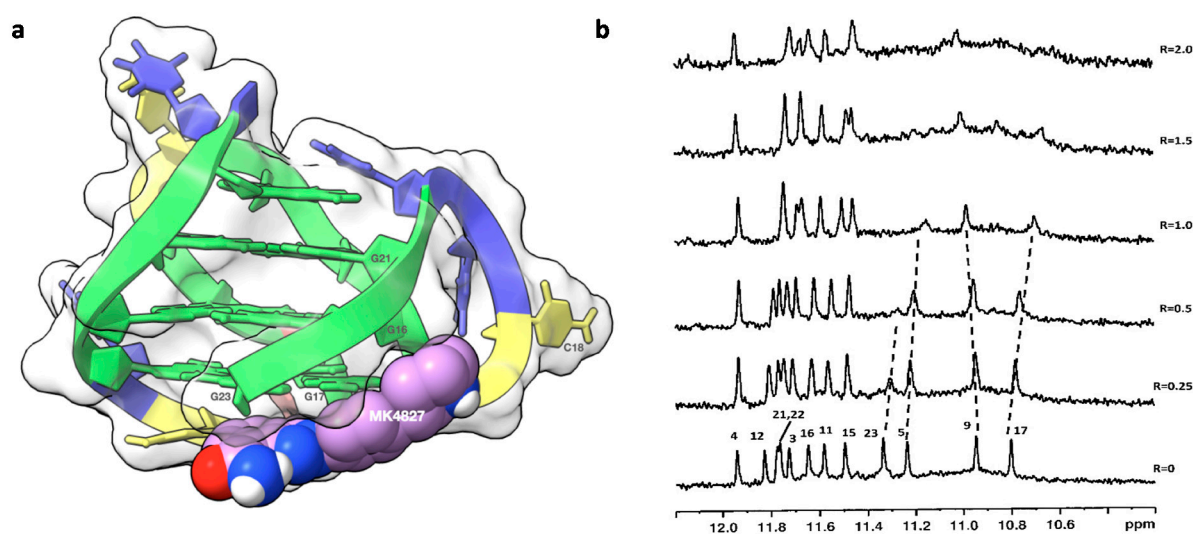 a
G21
G16
C18
G23
G17
MK4827
b
R=2.0
R=1.5
R=1.0
R=0.5
R=0.25
21,22
4 12 3 16 11 15 23 5 9 17
R=0
12.0 11.8 11.6 11.4 11.2 11.0 10.8 10.6 ppm